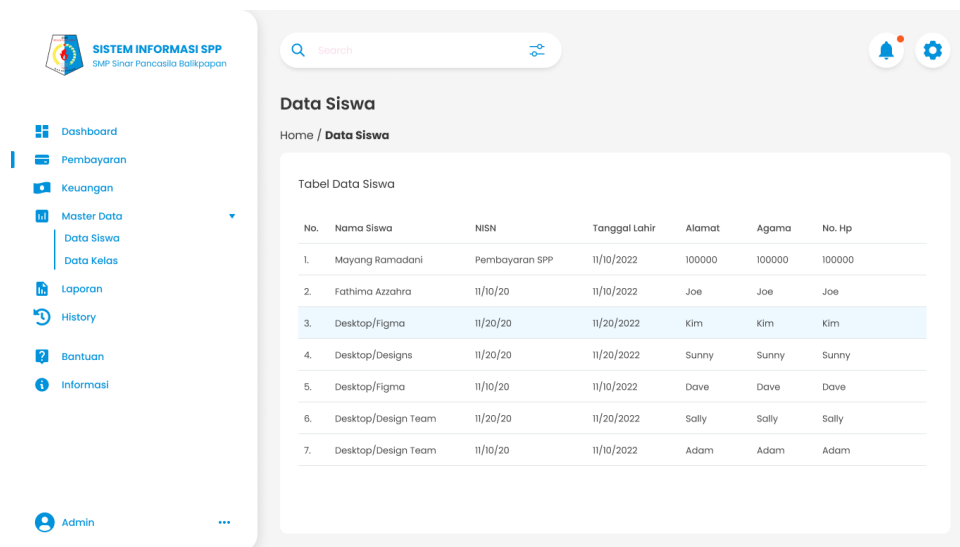 SISTEM INFORMASI SPP
SMP Sinar Pancasila Balikpapan
Search
Dashboard
Pembayaran
Keuangan
Master Data
Data Siswa
Data Kelas
Laporan
History
Bantuan
Informasi
Admin
Data Siswa
Home / Data Siswa
Tabel Data Siswa
No. Nama Siswa NISN Tanggal Lahir Alamat Agama No. Hp
1. Mayang Ramadani Pembayaran SPP 11/10/2022 100000 100000 100000
2. Fathima Azzahra 11/10/20 11/10/2022 Joe Joe Joe
3. Desktop/Figma 11/20/20 11/20/2022 Kim Kim Kim
4. Desktop/Designs 11/20/20 11/20/2022 Sunny Sunny Sunny
5. Desktop/Figma 11/10/20 11/10/2022 Dave Dave Dave
6. Desktop/Design Team 11/20/20 11/20/2022 Sally Sally Sally
7. Desktop/Design Team 11/10/20 11/10/2022 Adam Adam Adam